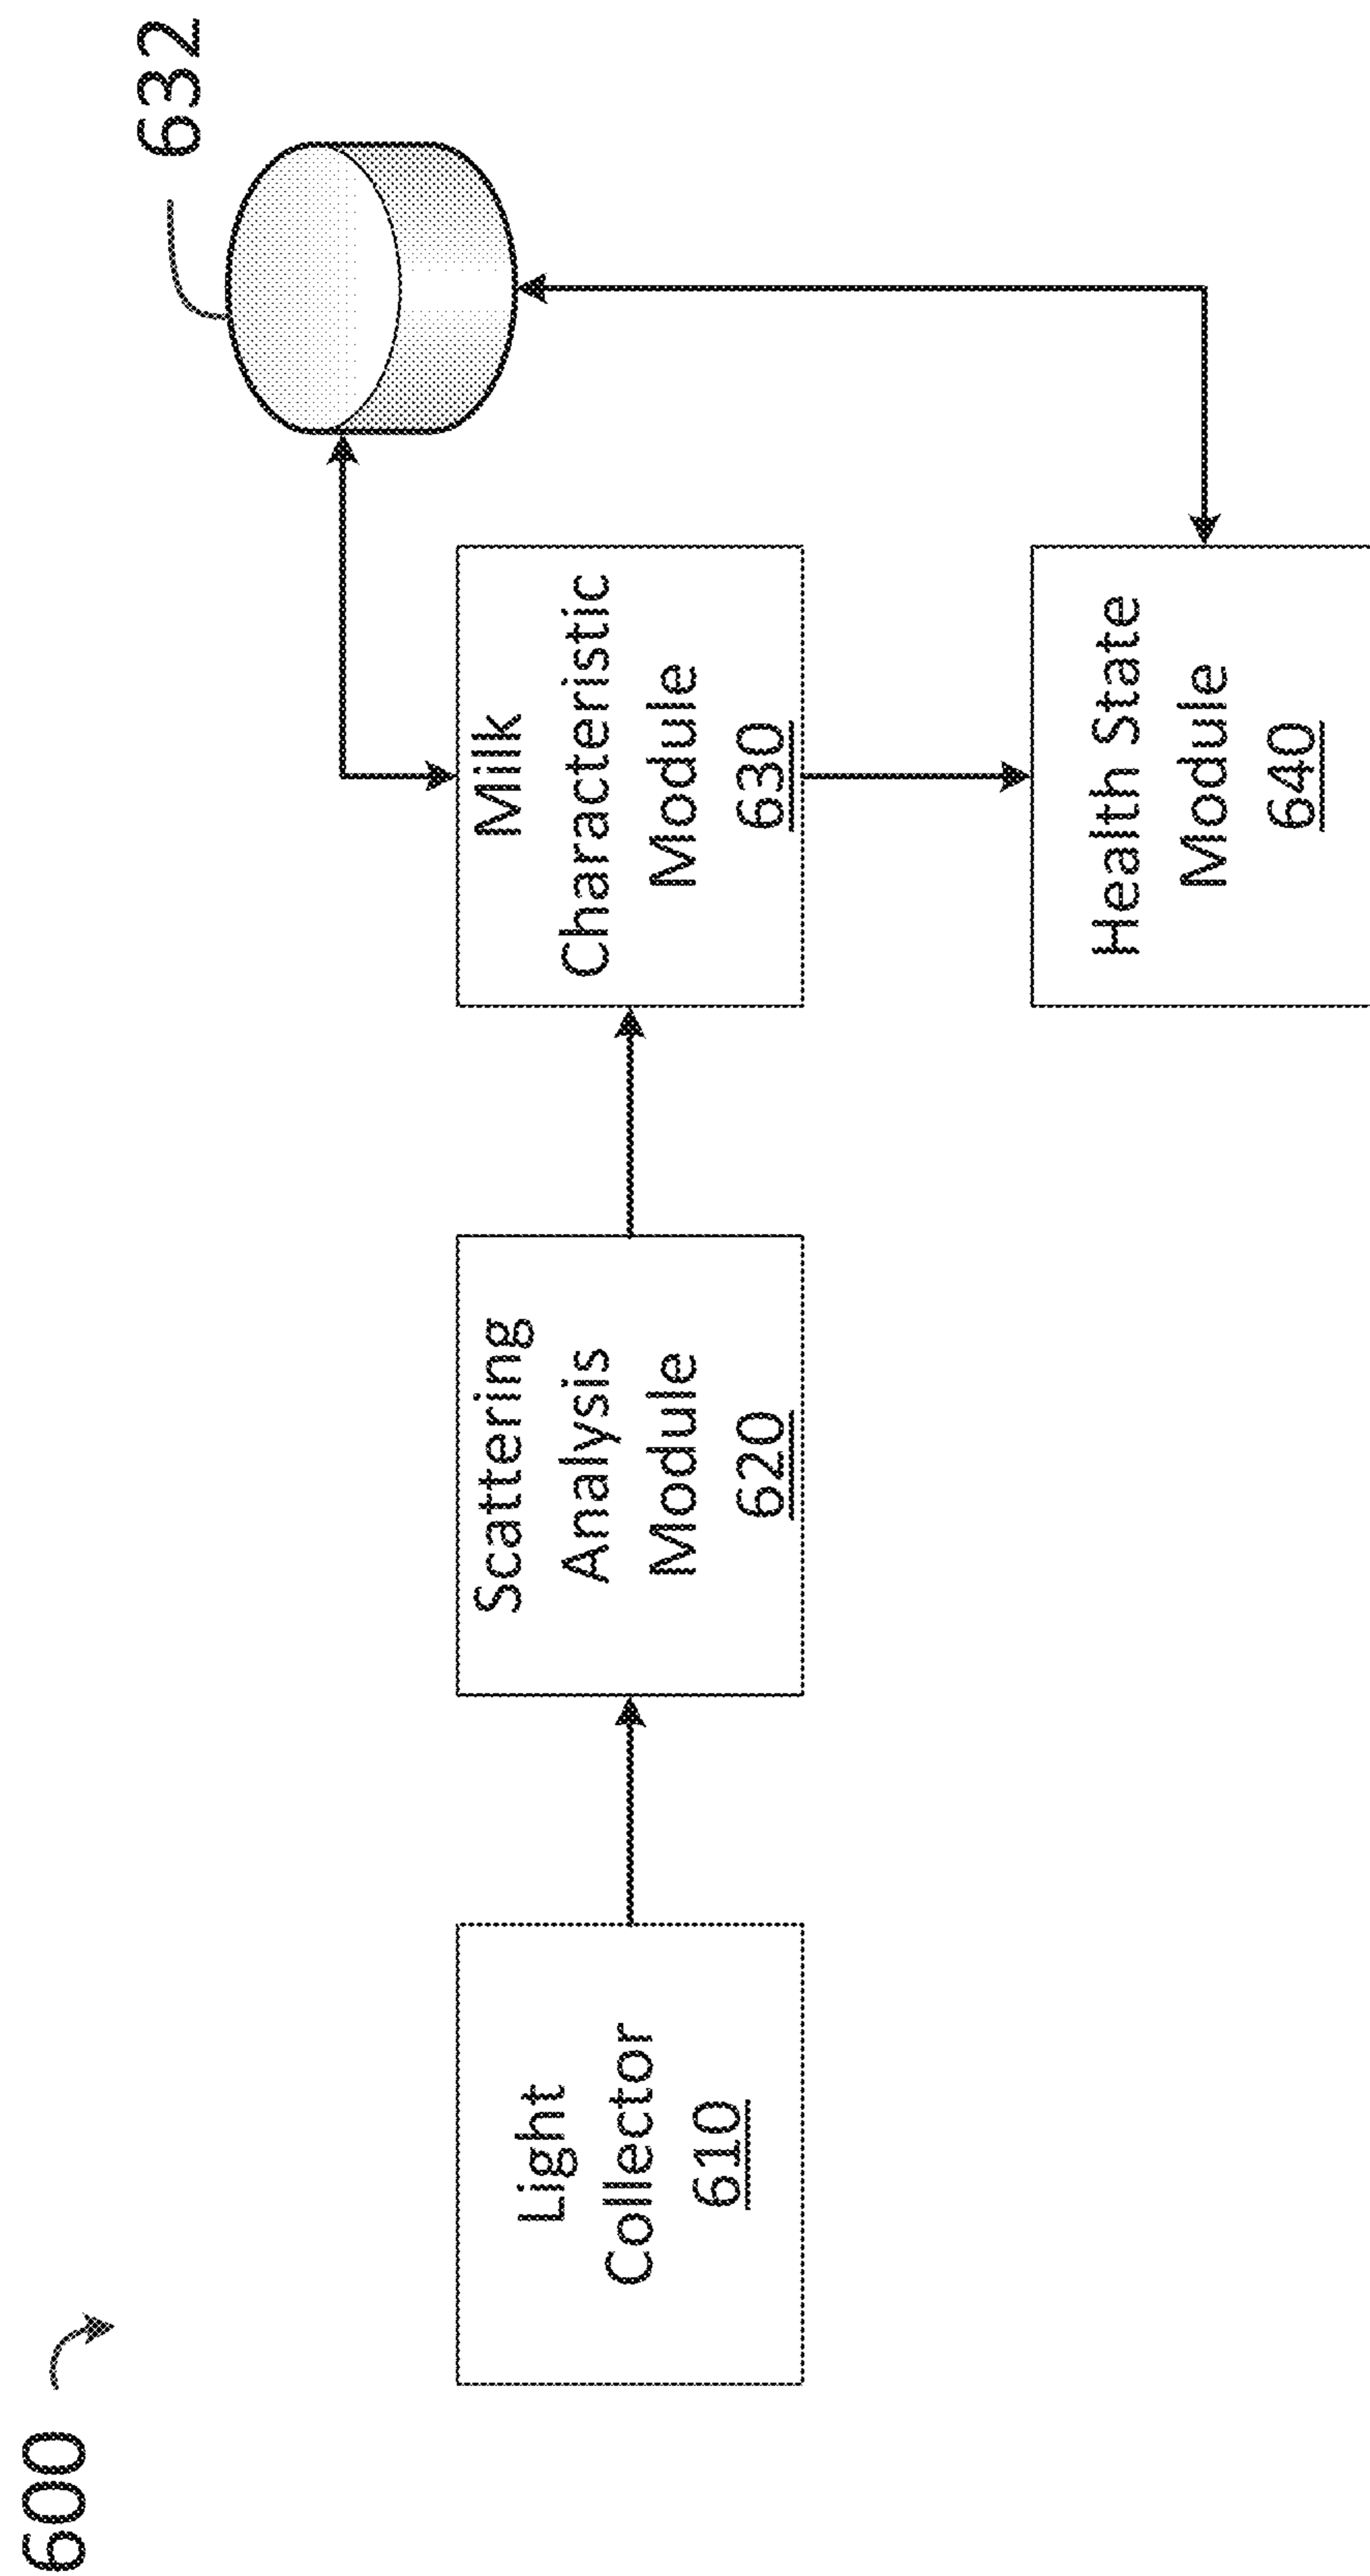 600
632
Light
Collector
610
Scattering
Analysis
Module
620
Milk
Characteristic
Module
630
Health State
Module
640